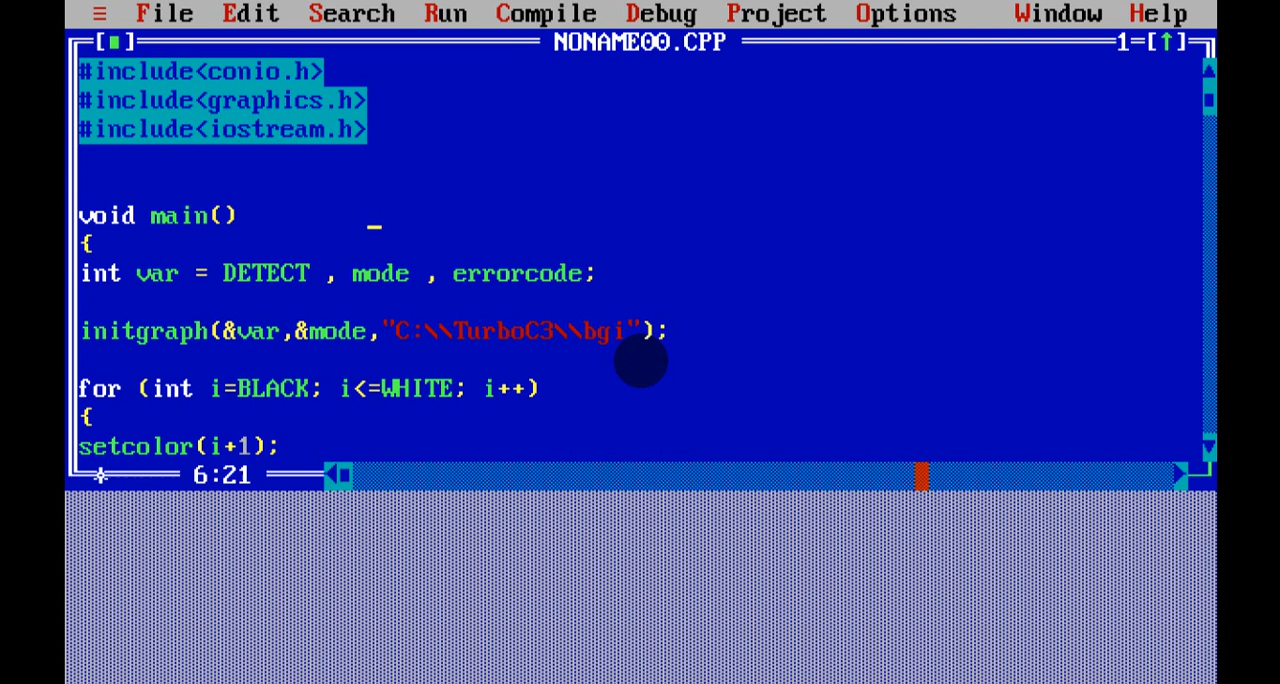 ≡ File Edit Search Run Compile Debug Project Options Window Help
[■] NONAME00.CPP 1=[↑]
#include<conio.h>
#include<graphics.h>
#include<iostream.h>
void main()
{
int var = DETECT , mode , errorcode;
initgraph(&var,&mode,"C:\\TurboC3\\bgi");
for (int i=BLACK; i<=WHITE; i++)
{
setcolor(i+1);
6:21